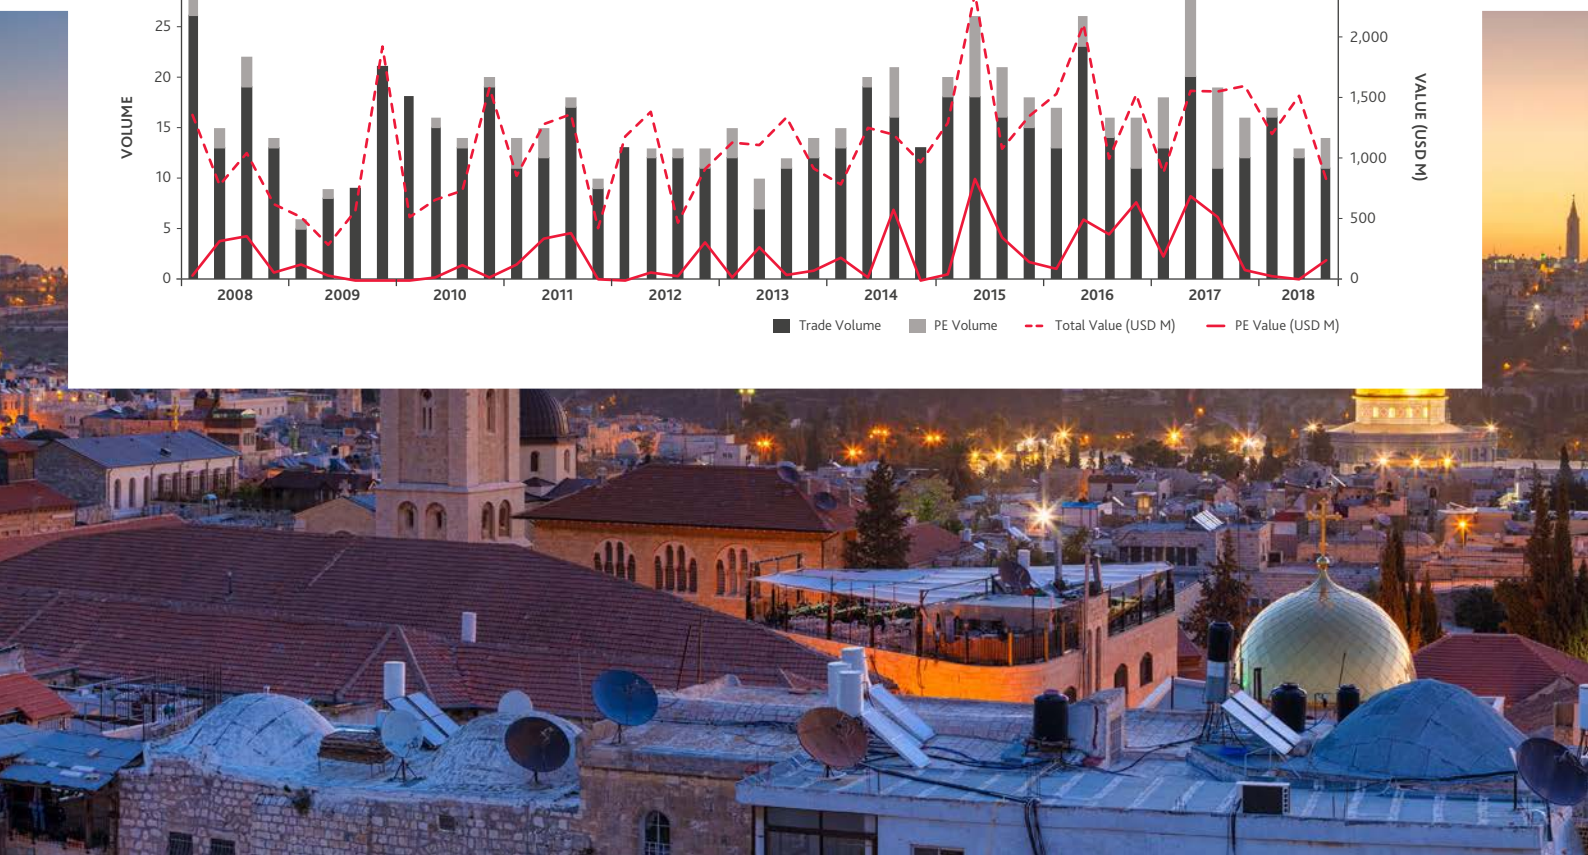 25
20
15
10
5
0
VOLUME
2,000
1,500
1,000
500
0
VALUE (USD M)
2008 2009 2010 2011 2012 2013 2014 2015 2016 2017 2018
Trade Volume PE Volume Total Value (USD M) PE Value (USD M)